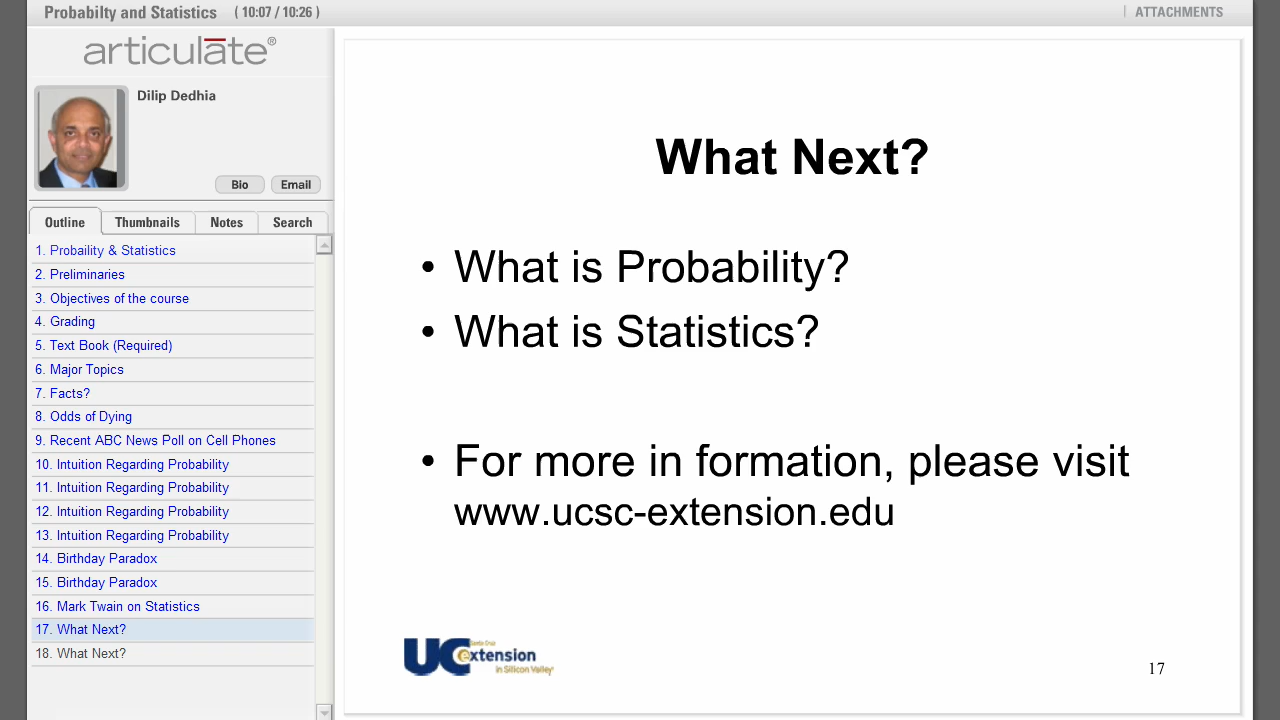 Probabilty and Statistics ( 10:07 / 10:26 )
ATTACHMENTS
articulate®
Dilip Dedhia
Bio Email
Outline Thumbnails Notes Search
1. Probaility & Statistics
2. Preliminaries
3. Objectives of the course
4. Grading
5. Text Book (Required)
6. Major Topics
7. Facts?
8. Odds of Dying
9. Recent ABC News Poll on Cell Phones
10. Intuition Regarding Probability
11. Intuition Regarding Probability
12. Intuition Regarding Probability
13. Intuition Regarding Probability
14. Birthday Paradox
15. Birthday Paradox
16. Mark Twain on Statistics
17. What Next?
18. What Next?
What Next?
• What is Probability?
• What is Statistics?
• For more in formation, please visit
www.ucsc-extension.edu
Santa Cruz
UC extension
in Silicon Valley
17